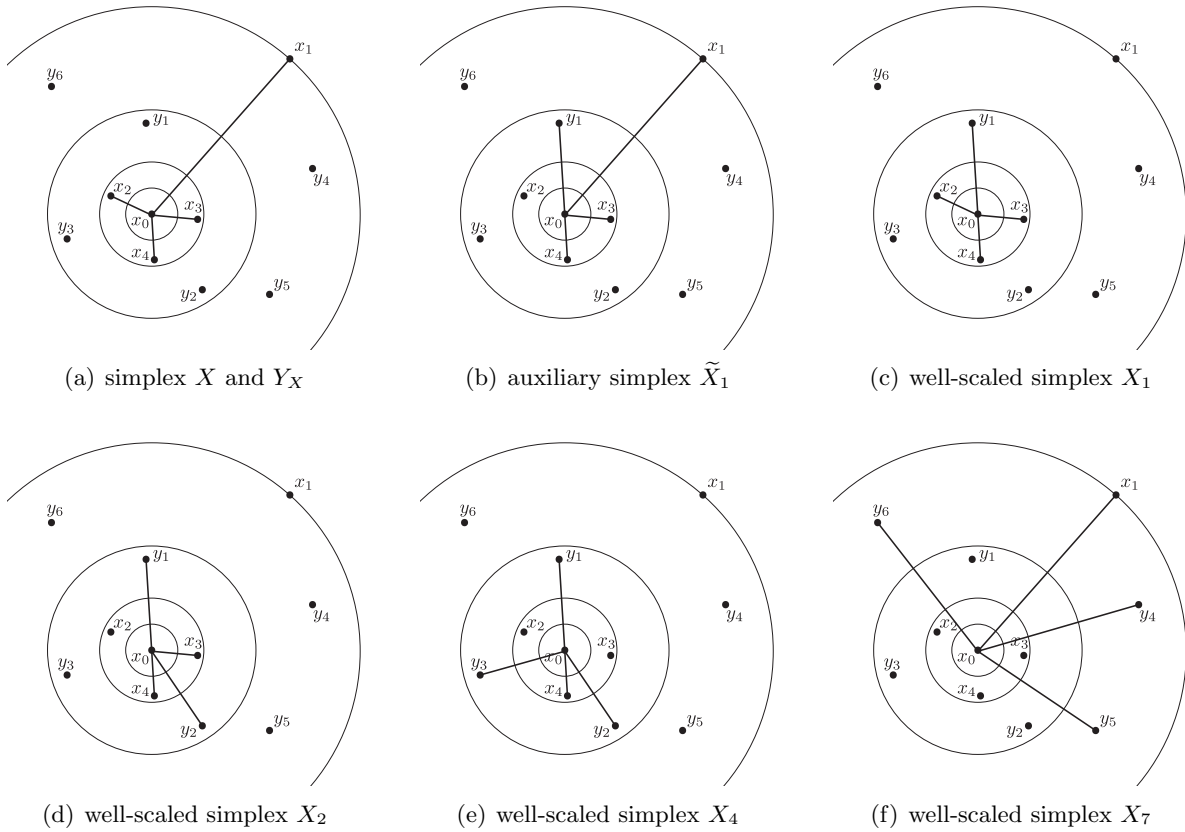 x₁
y₆
y₁
y₄
x₂
x₃
x₀
y₃
x₄
y₂
y₅
(a) simplex X and Y_X
x₁
y₆
y₁
y₄
x₂
x₃
x₀
y₃
x₄
y₂
y₅
(b) auxiliary simplex X̃₁
x₁
y₆
y₁
y₄
x₂
x₃
x₀
y₃
x₄
y₂
y₅
(c) well-scaled simplex X₁
x₁
y₆
y₁
y₄
x₂
x₃
x₀
y₃
x₄
y₂
y₅
(d) well-scaled simplex X₂
x₁
y₆
y₁
y₄
x₂
x₃
x₀
y₃
x₄
y₂
y₅
(e) well-scaled simplex X₄
x₁
y₆
y₁
y₄
x₂
x₃
x₀
y₃
x₄
y₂
y₅
(f) well-scaled simplex X₇